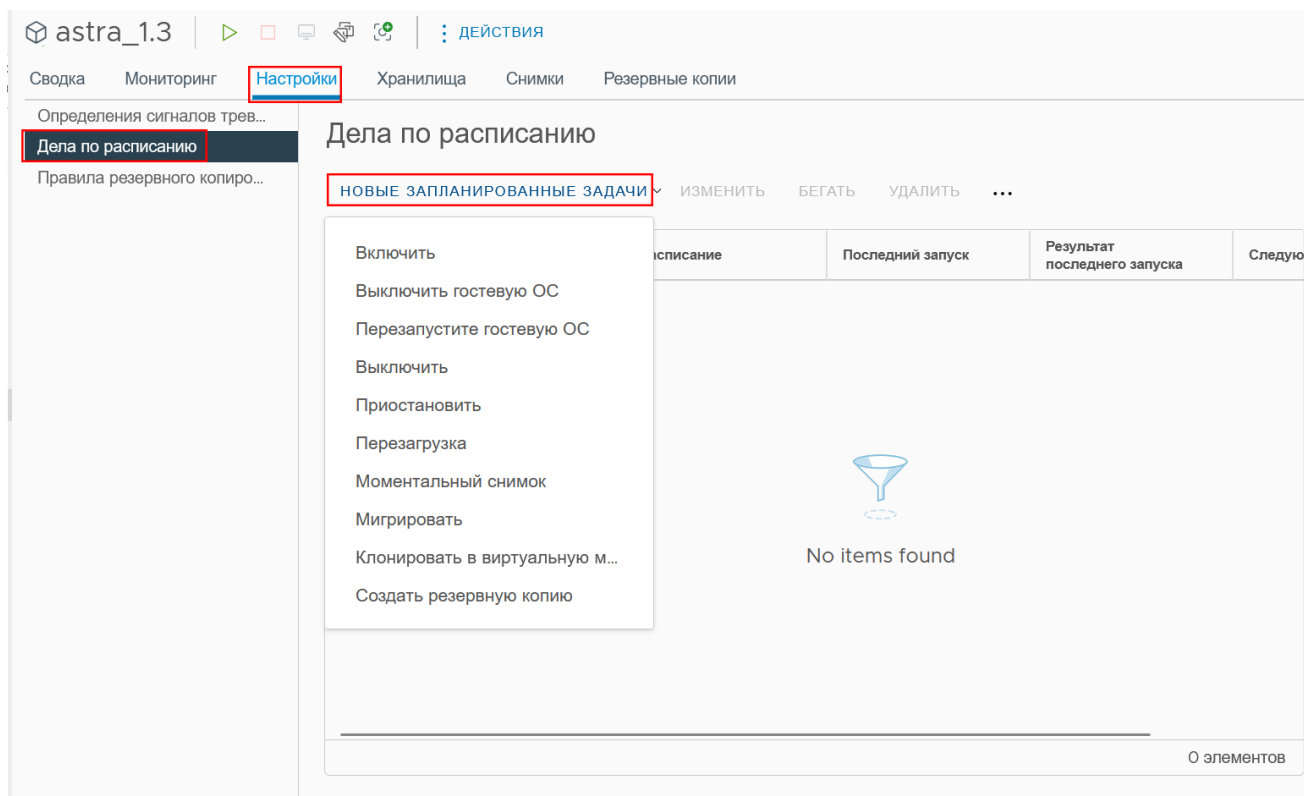 astra_1.3
ДЕЙСТВИЯ
Сводка Мониторинг Настройки Хранилища Снимки Резервные копии
Определения сигналов трев...
Дела по расписанию
Правила резервного копиро...
Дела по расписанию
НОВЫЕ ЗАПЛАНИРОВАННЫЕ ЗАДАЧИ ИЗМЕНИТЬ БЕГАТЬ УДАЛИТЬ ...
Включить
Выключить гостевую ОС
Перезапустите гостевую ОС
Выключить
Приостановить
Перезагрузка
Моментальный снимок
Мигрировать
Клонировать в виртуальную м...
Создать резервную копию
списание
Последний запуск
Результат
последнего запуска
Следую
No items found
0 элементов